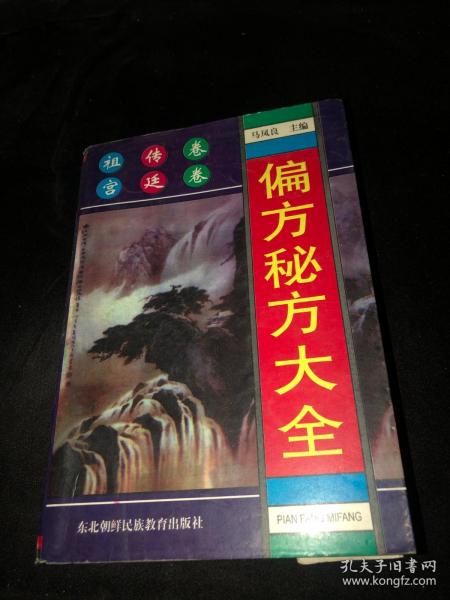 马凤良 主编
祖传卷
宫廷卷
偏方秘方大全
东北朝鲜民族教育出版社
PIAN FANG MIFANG
孔夫子旧书网
www.kongfz.com